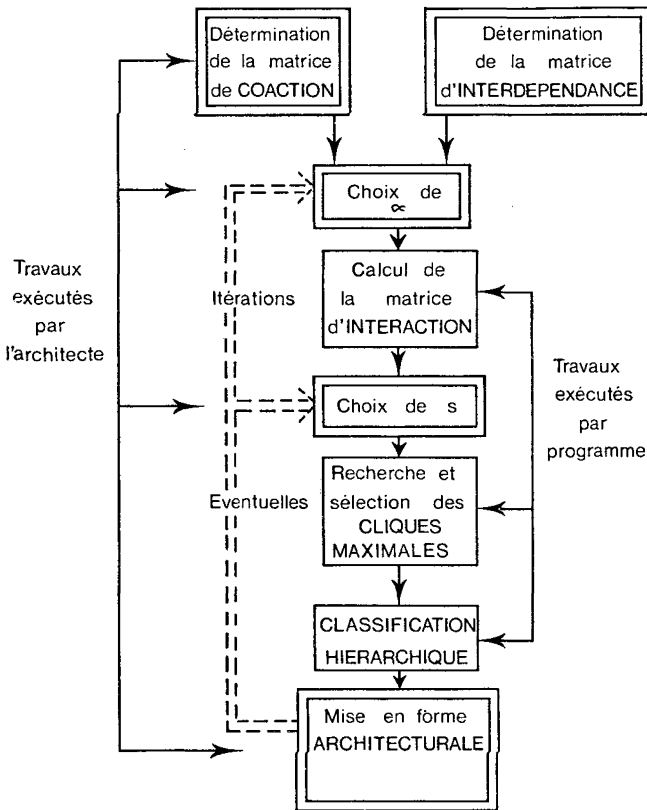 Détermination
de la matrice
de COACTION
Détermination
de la matrice
d'INTERDEPENDANCE
Choix de
∝
Calcul de
la matrice
d'INTERACTION
Travaux
exécutés
par
l'architecte
Itérations
Choix de s
Travaux
exécutés
par
programme
Eventuelles
Recherche et
sélection des
CLIQUES
MAXIMALES
CLASSIFICATION
HIERARCHIQUE
Mise en forme
ARCHITECTURALE